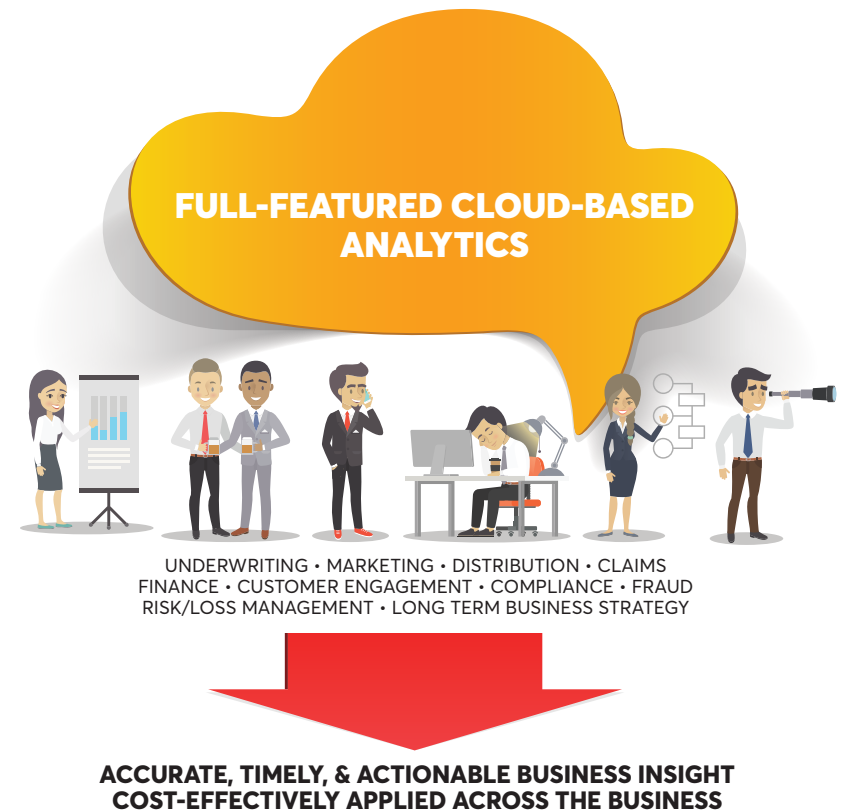 FULL-FEATURED CLOUD-BASED
ANALYTICS
UNDERWRITING • MARKETING • DISTRIBUTION • CLAIMS
FINANCE • CUSTOMER ENGAGEMENT • COMPLIANCE • FRAUD
RISK/LOSS MANAGEMENT • LONG TERM BUSINESS STRATEGY
ACCURATE, TIMELY, & ACTIONABLE BUSINESS INSIGHT
COST-EFFECTIVELY APPLIED ACROSS THE BUSINESS